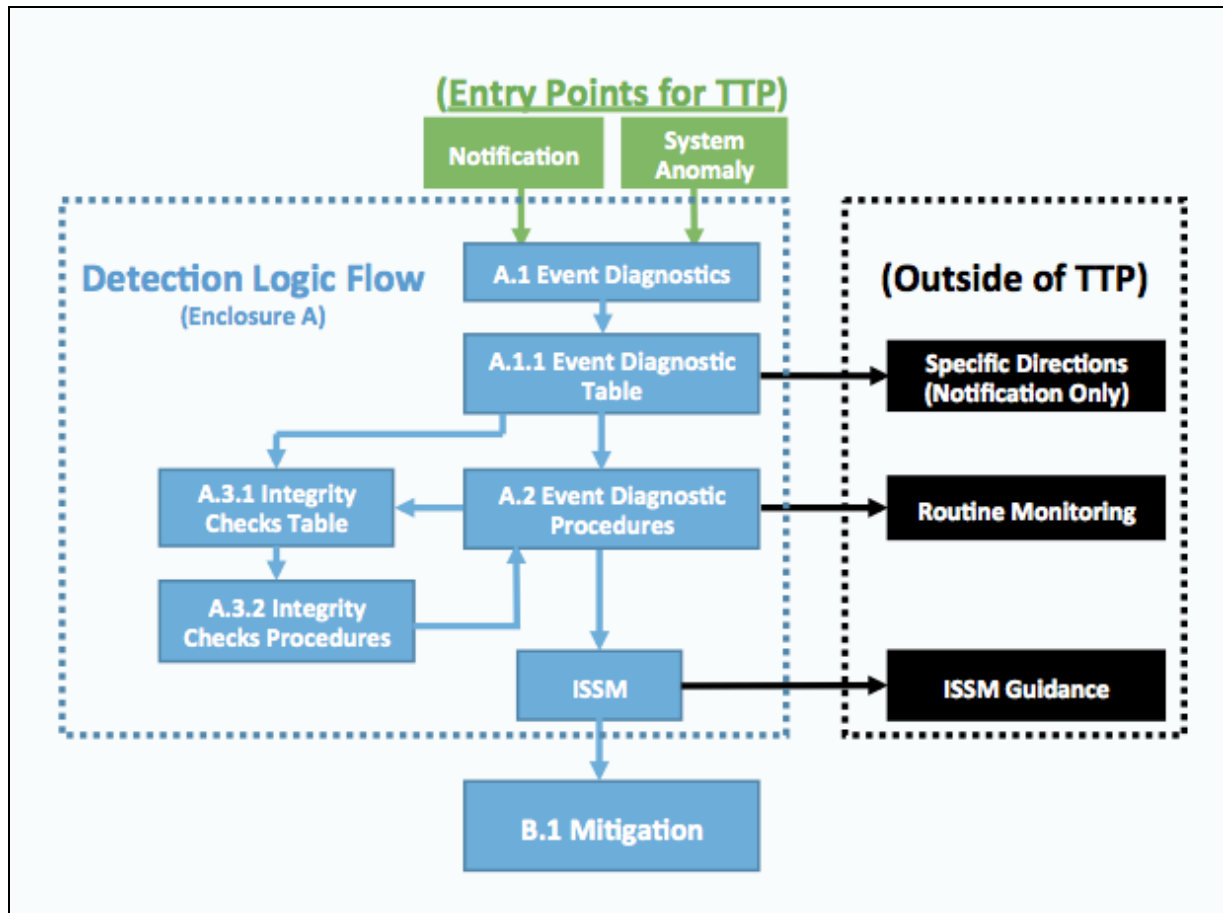 (Entry Points for TTP)
Notification
System
Anomaly
Detection Logic Flow
(Enclosure A)
A.1 Event Diagnostics
(Outside of TTP)
A.1.1 Event Diagnostic
Table
Specific Directions
(Notification Only)
A.3.1 Integrity
Checks Table
A.2 Event Diagnostic
Procedures
Routine Monitoring
A.3.2 Integrity
Checks Procedures
ISSM
ISSM Guidance
B.1 Mitigation